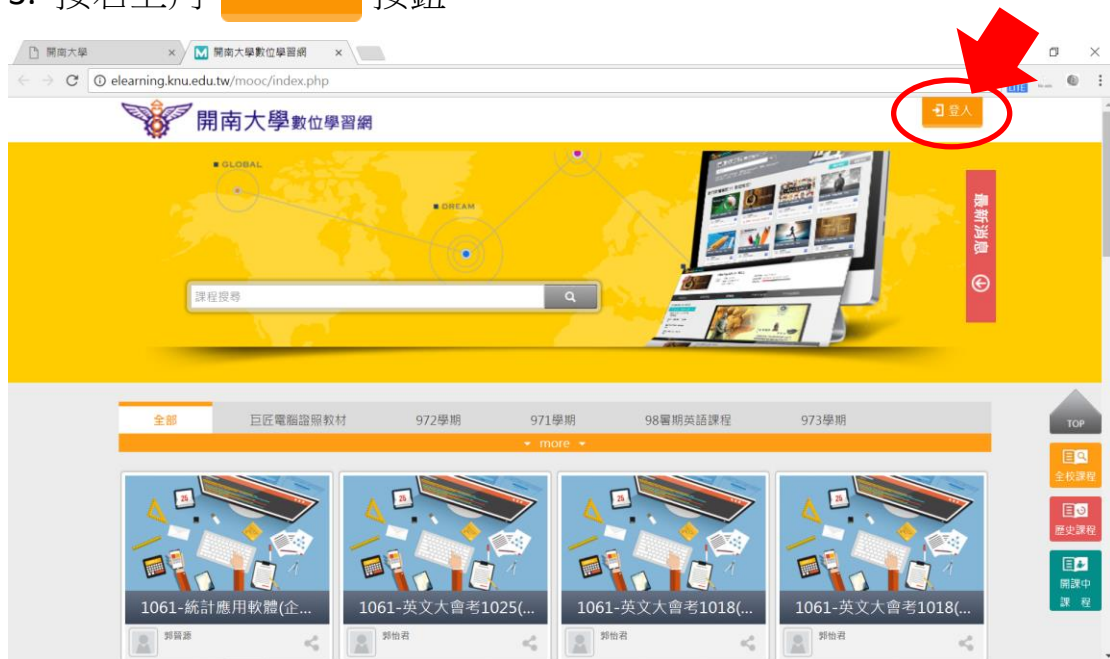 3. 按右上角 按鈕
開南大學
開南大學數位學習網
elearning.knu.edu.tw/mooc/index.php
LITE
開南大學數位學習網
登入
GLOBAL
DREAM
最新消息
課程搜尋
全部 巨匠電腦證照教材 972學期 971學期 98暑期英語課程 973學期
more
TOP
全校課程
歷史課程
開課中
課 程
1061-統計應用軟體(企... 1061-英文大會考1025(... 1061-英文大會考1018(... 1061-英文大會考1018(...
郭晉源 郭怡君 郭怡君 郭怡君